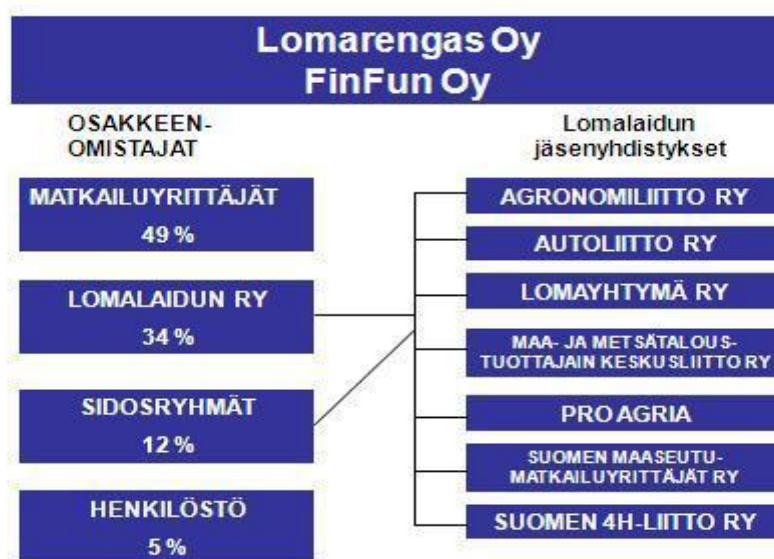 Lomarengas Oy
FinFun Oy
OSAKKEEN-
OMISTAJAT
MATKAILUYRITTÄJÄT
49 %
LOMALAIDUN RY
34 %
SIDOSRYHMÄT
12 %
HENKILÖSTÖ
5 %
Lomalaidun
jäsenyhdistykset
AGRONOMILIITTO RY
AUTOLIITTO RY
LOMAYHTYMÄ RY
MAA- JA METSÄTALOUS-
TUOTTAJAIN KESKUSLIITTO RY
PRO AGRIA
SUOMEN MAASEUTU-
MATKAILUYRITTÄJÄT RY
SUOMEN 4H-LIITTO RY